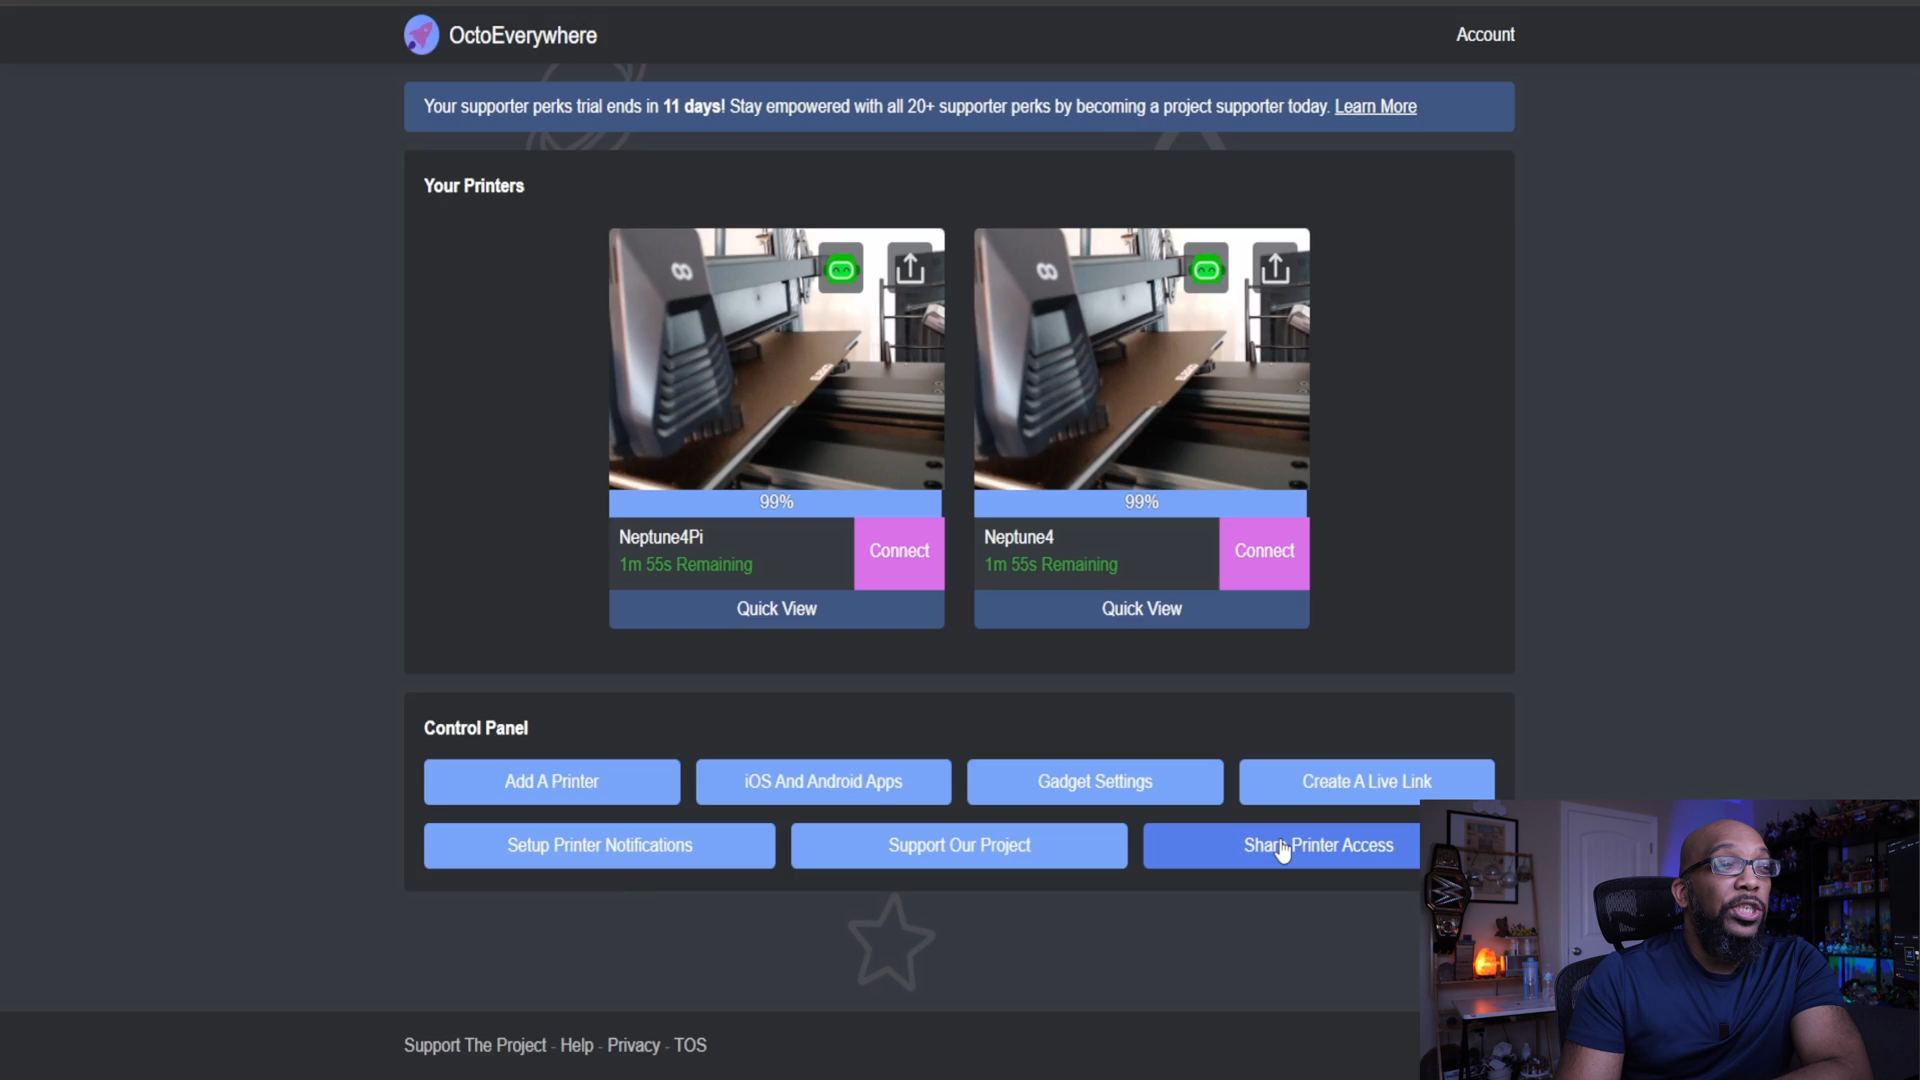 OctoEverywhere
Account
Your supporter perks trial ends in 11 days! Stay empowered with all 20+ supporter perks by becoming a project supporter today. Learn More
Your Printers
99%
99%
Neptune4Pi
1m 55s Remaining
Connect
Neptune4
1m 55s Remaining
Connect
Quick View
Quick View
Control Panel
Add A Printer
iOS And Android Apps
Gadget Settings
Create A Live Link
Setup Printer Notifications
Support Our Project
Share Printer Access
Support The Project - Help - Privacy - TOS